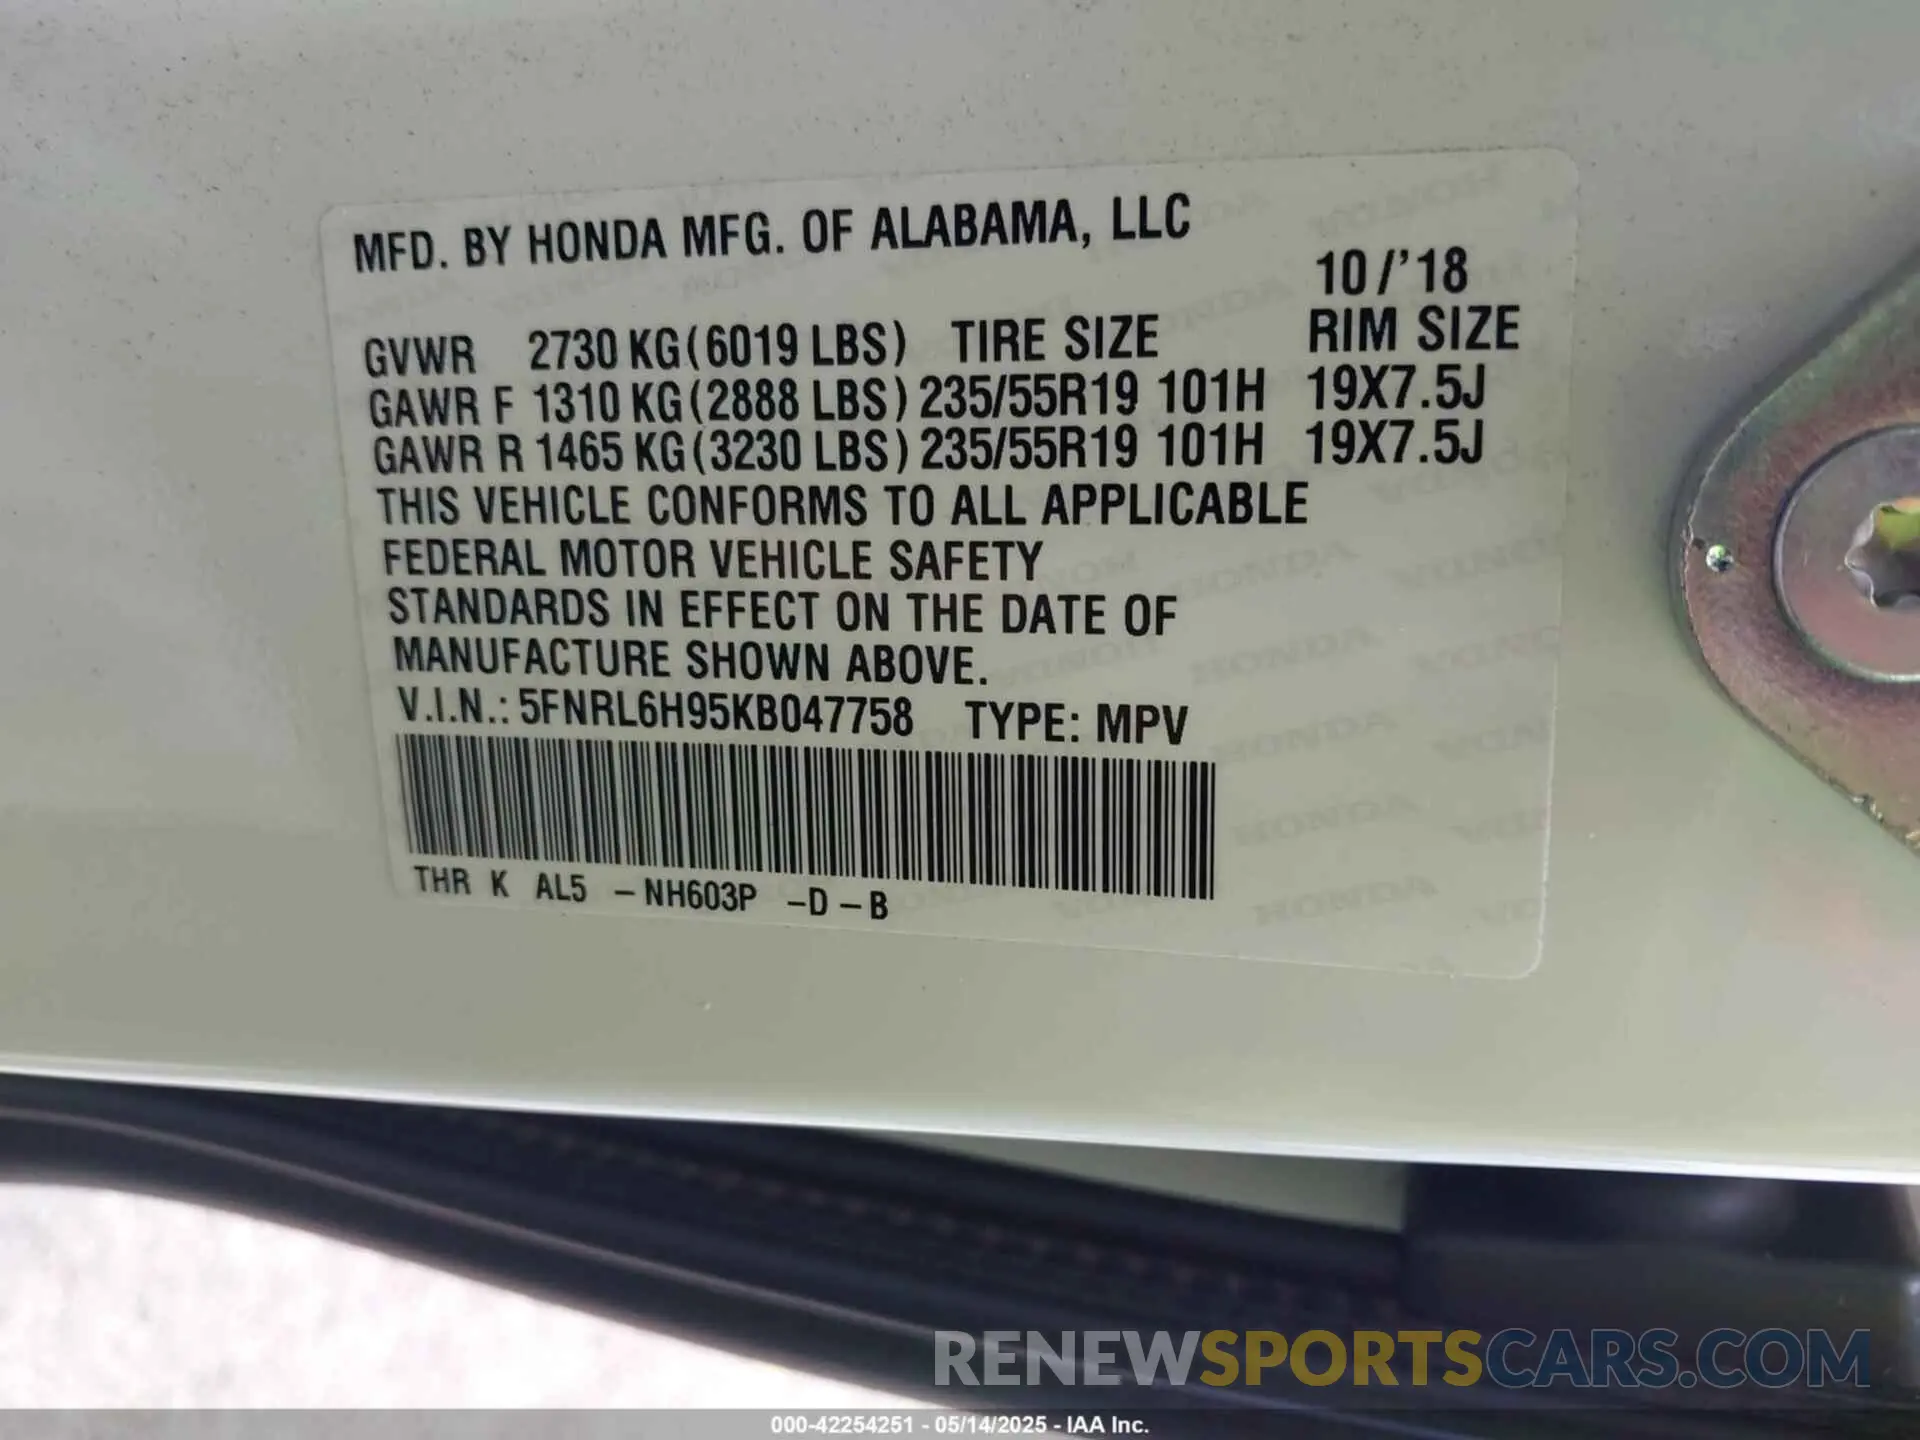 MFD. BY HONDA MFG. OF ALABAMA, LLC
10/'18
GVWR 2730 KG(6019 LBS) TIRE SIZE RIM SIZE
GAWR F 1310 KG(2888 LBS) 235/55R19 101H 19X7.5J
GAWR R 1465 KG(3230 LBS) 235/55R19 101H 19X7.5J
THIS VEHICLE CONFORMS TO ALL APPLICABLE
FEDERAL MOTOR VEHICLE SAFETY
STANDARDS IN EFFECT ON THE DATE OF
MANUFACTURE SHOWN ABOVE.
V.I.N.: 5FNRL6H95KB047758 TYPE: MPV
THR K AL5 -NH603P -D-B
RENEWSPORTSCARS.COM
000-42254251 - 05/14/2025 - IAA Inc.